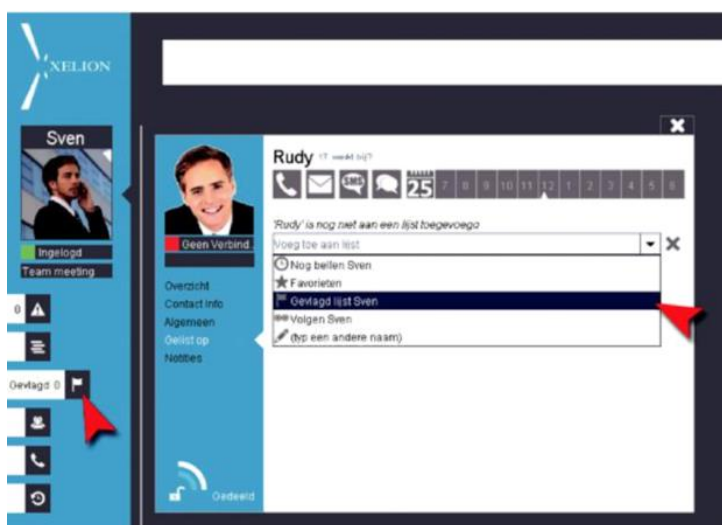 XELION
Sven
Ingelogd
Team meeting
0
Gevlagd 0
Rudy
SMS
25 7 8 9 10 11 12 1 2 3 4 5 6
'Rudy' is nog niet aan een lijst toegevoegd
Geen Verbind..
Voeg toe aan lijst
Nog bellen Sven
Favorieten
Gevlagd lijst Sven
Volgen Sven
(typ een andere naam)
Overzicht
Contact Info
Algemeen
Gelist op
Notities
Gedeeld